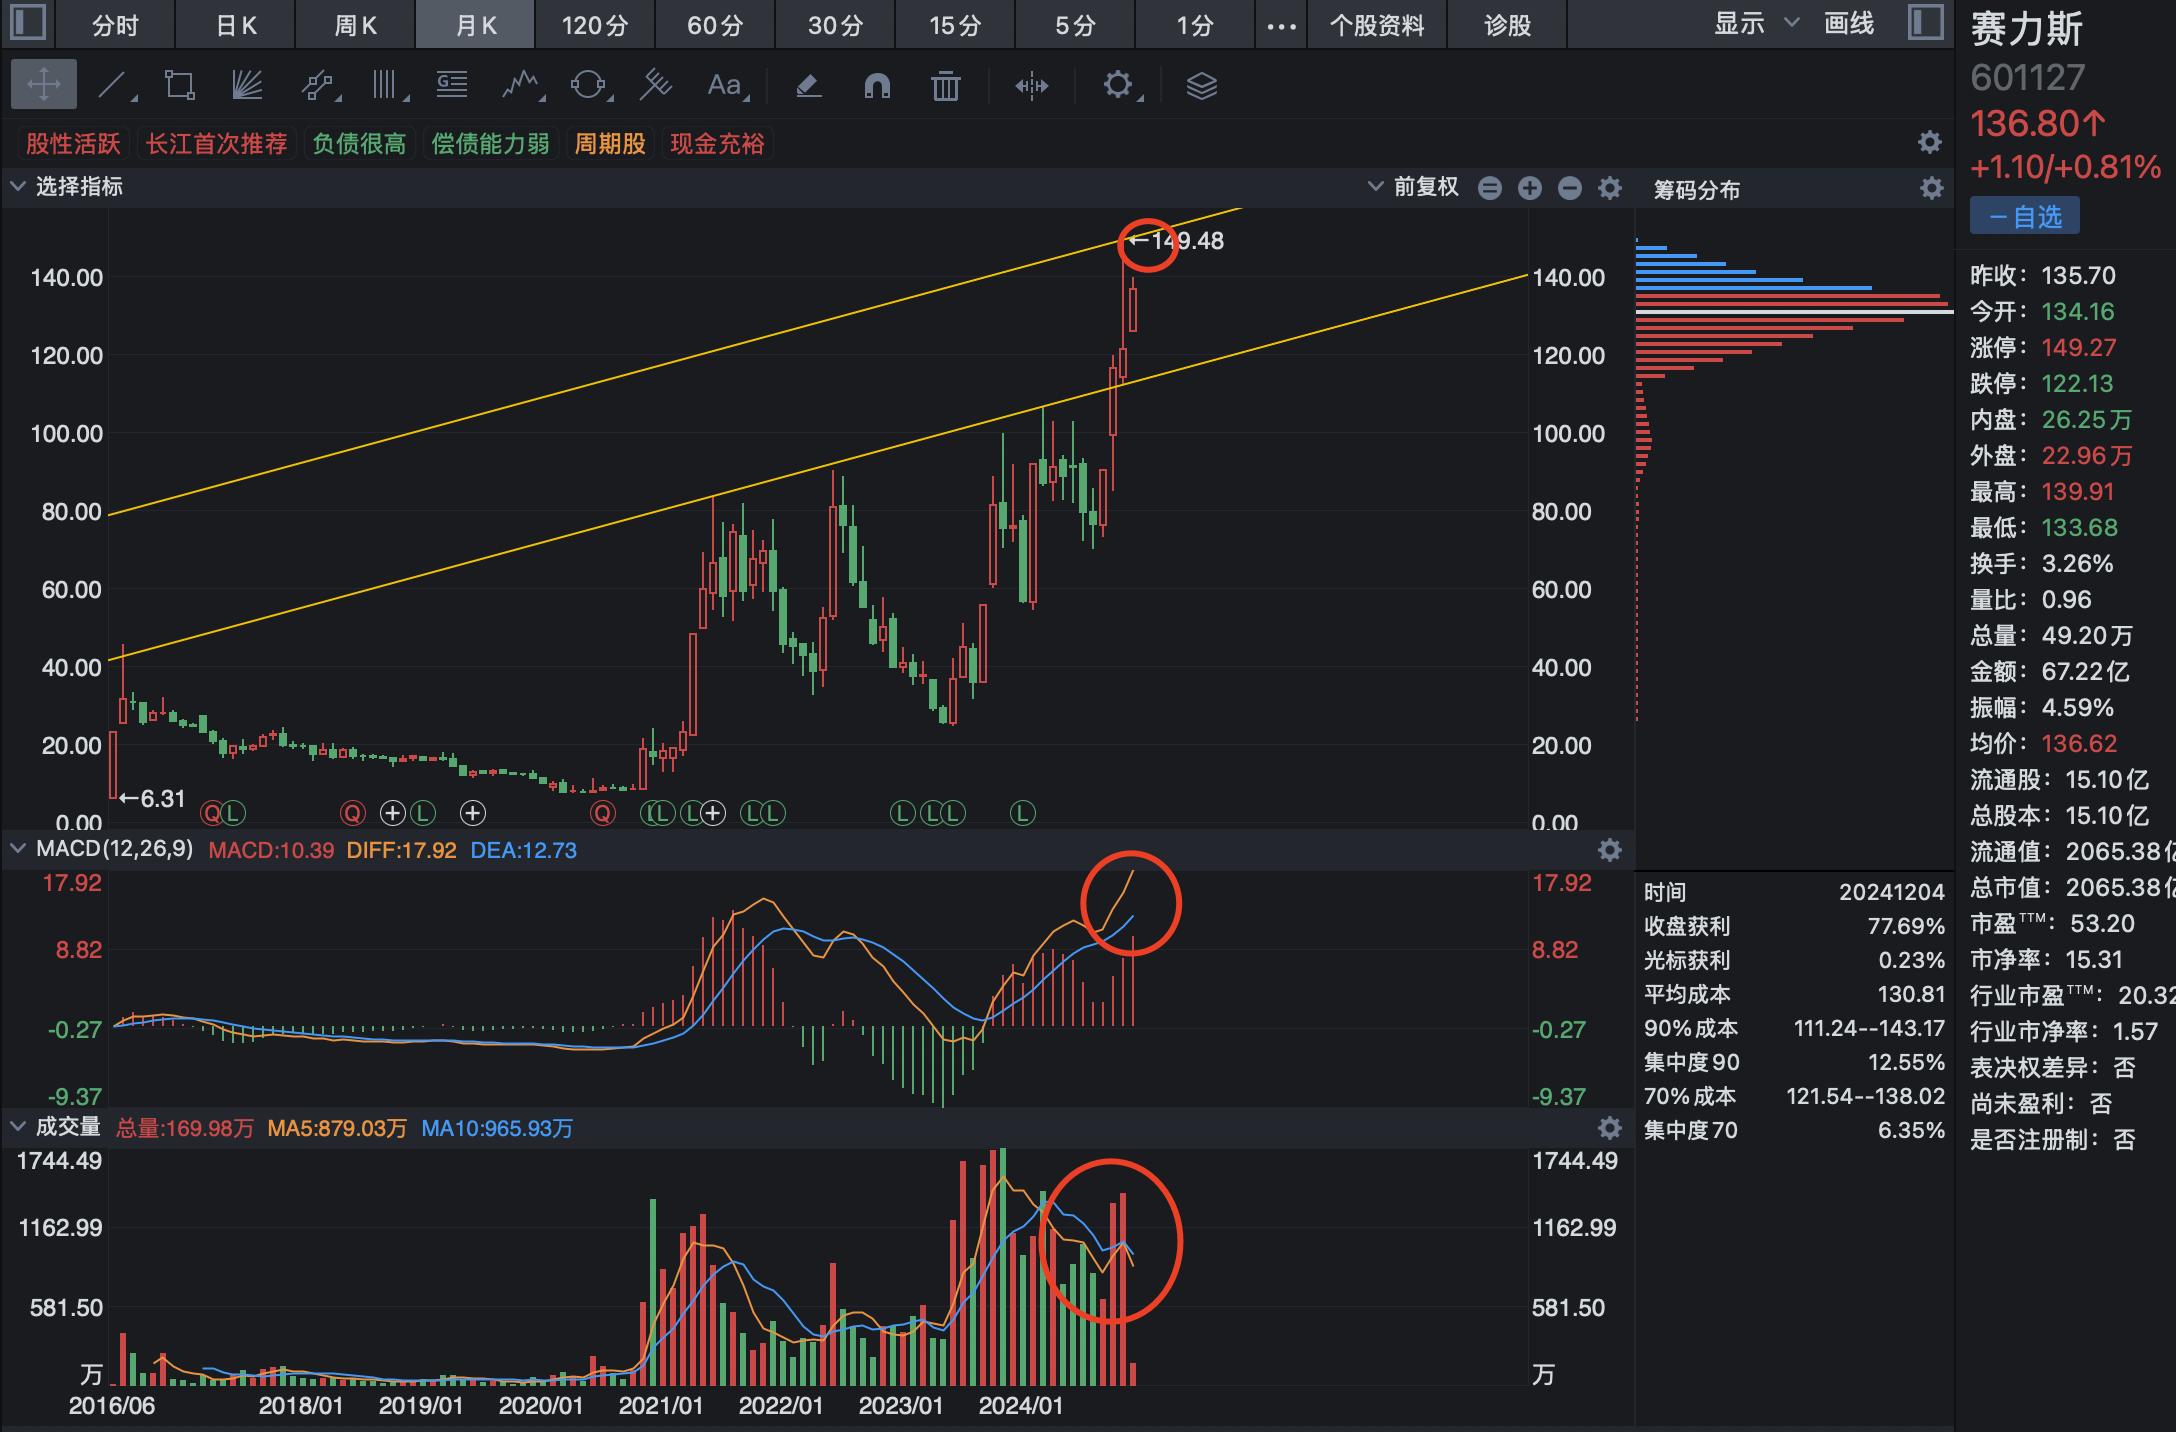 分时 日K 周K 月K 120分 60分 30分 15分 5分 1分 ... 个股资料 诊股 显示 画线
Aa
股性活跃 长江首次推荐 负债很高 偿债能力弱 周期股 现金充裕
选择指标 前复权 筹码分布
←149.48
140.00 140.00
120.00 120.00
100.00 100.00
80.00 80.00
60.00 60.00
40.00 40.00
20.00 20.00
←6.31
Q L Q + L + Q L L L + L L L L L L
0.00 0.00
MACD(12,26,9) MACD:10.39 DIFF:17.92 DEA:12.73
17.92 17.92
8.82 8.82
-0.27 -0.27
-9.37 -9.37
成交量 总量:169.98万 MA5:879.03万 MA10:965.93万
1744.49 1744.49
1162.99 1162.99
581.50 581.50
万 万
2016/06 2018/01 2019/01 2020/01 2021/01 2022/01 2023/01 2024/01
时间 20241204
收盘获利 77.69%
光标获利 0.23%
平均成本 130.81
90%成本 111.24--143.17
集中度90 12.55%
70%成本 121.54--138.02
集中度70 6.35%
赛力斯
601127
136.80↑
+1.10/+0.81%
－自选
昨收: 135.70
今开: 134.16
涨停: 149.27
跌停: 122.13
内盘: 26.25万
外盘: 22.96万
最高: 139.91
最低: 133.68
换手: 3.26%
量比: 0.96
总量: 49.20万
金额: 67.22亿
振幅: 4.59%
均价: 136.62
流通股: 15.10亿
总股本: 15.10亿
流通值: 2065.38亿
总市值: 2065.38亿
市盈™: 53.20
市净率: 15.31
行业市盈™: 20.32
行业市净率: 1.57
表决权差异: 否
尚未盈利: 否
是否注册制: 否